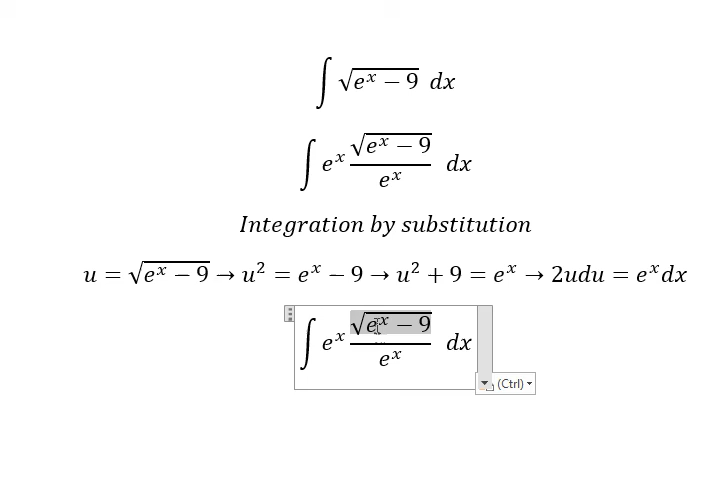 ∫ √(eˣ − 9) dx
∫ eˣ √(eˣ − 9)/eˣ dx
Integration by substitution
u = √(eˣ − 9) → u² = eˣ − 9 → u² + 9 = eˣ → 2udu = eˣdx
∫ eˣ √(eˣ − 9)/eˣ dx
(Ctrl)